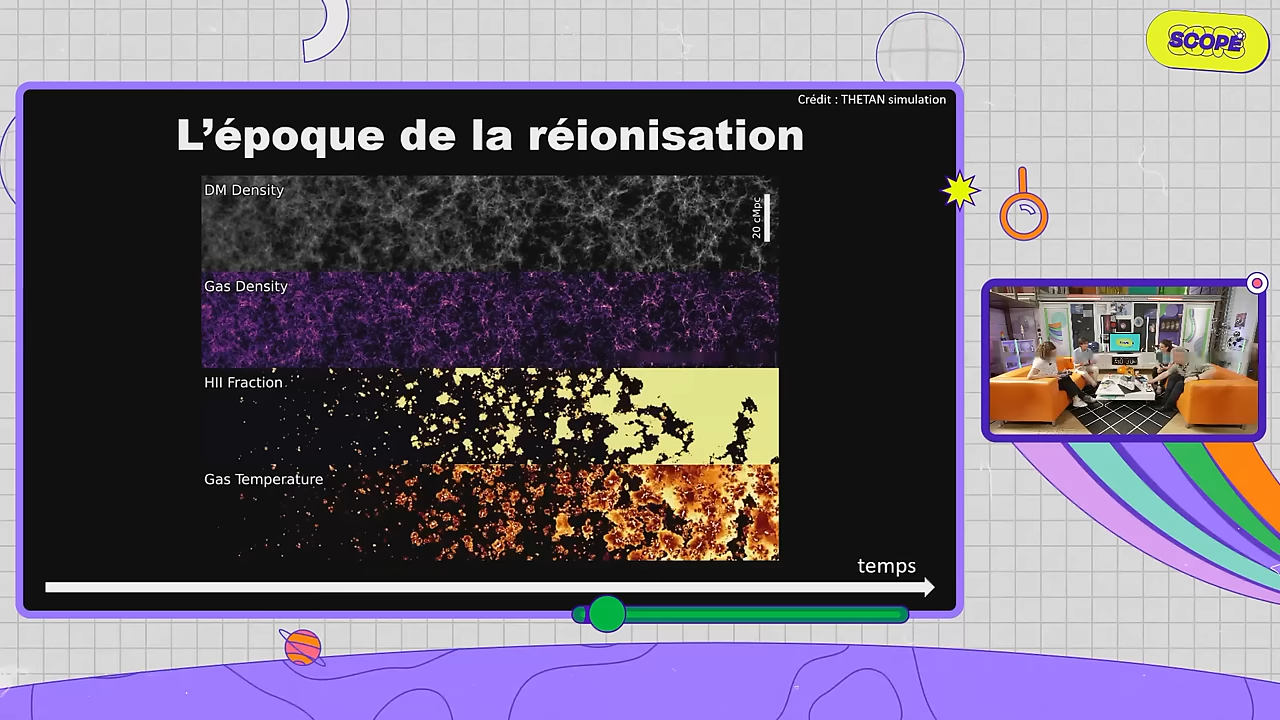 SCOPE
Crédit : THETAN simulation
L'époque de la réionisation
DM Density
20 cMpc
Gas Density
HII Fraction
Gas Temperature
temps